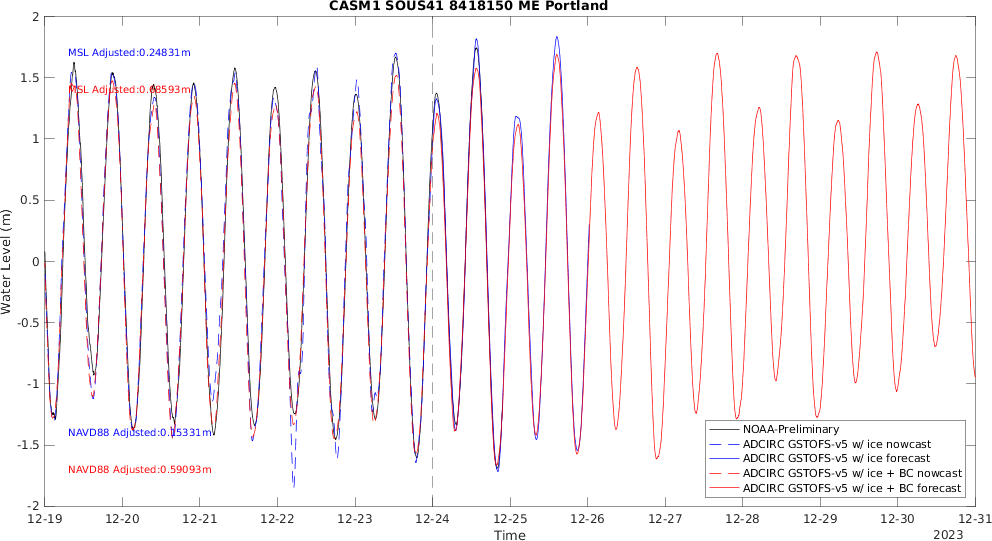 CASM1 SOUS41 8418150 ME Portland
2
1.5
1
0.5
0
-0.5
-1
-1.5
-2
Water Level (m)
MSL Adjusted:0.24831m
MSL Adjusted:0.68593m
NAVD88 Adjusted:0.15331m
NAVD88 Adjusted:0.59093m
NOAA-Preliminary
ADCIRC GSTOFS-v5 w/ ice nowcast
ADCIRC GSTOFS-v5 w/ ice forecast
ADCIRC GSTOFS-v5 w/ ice + BC nowcast
ADCIRC GSTOFS-v5 w/ ice + BC forecast
12-19 12-20 12-21 12-22 12-23 12-24 12-25 12-26 12-27 12-28 12-29 12-30 12-31
Time
2023